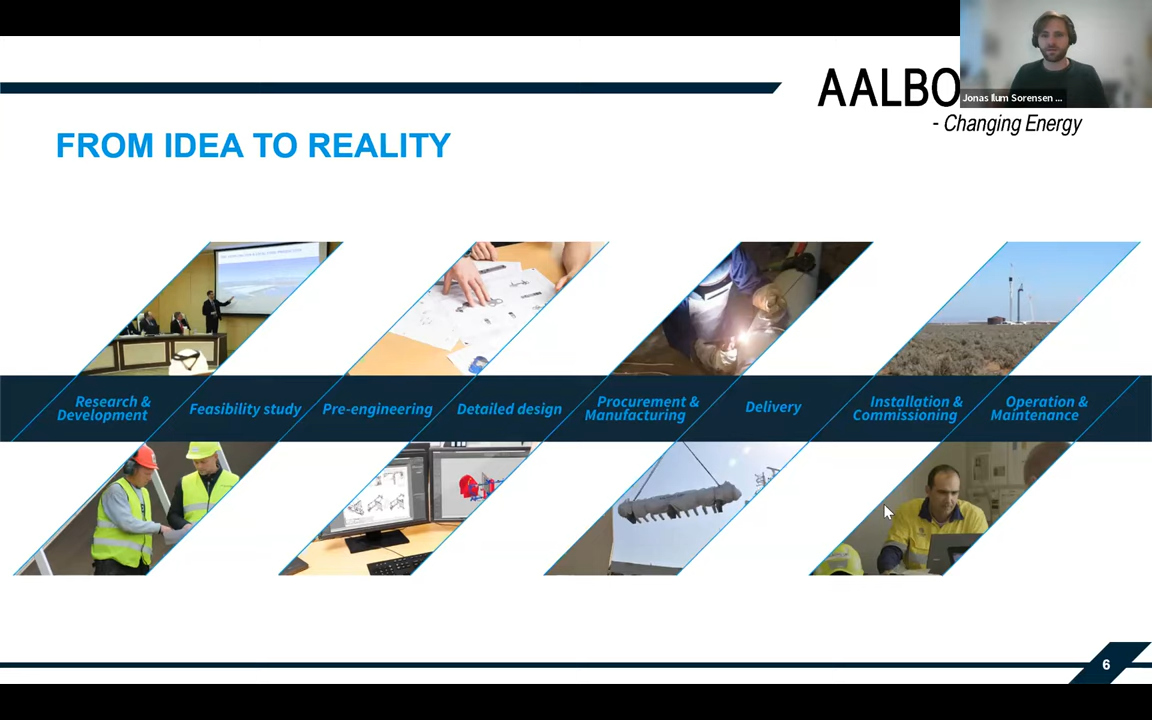 AALBO
- Changing Energy
Jonas Ilum Sorensen ...
FROM IDEA TO REALITY
Research &
Development
Feasibility study
Pre-engineering
Detailed design
Procurement &
Manufacturing
Delivery
Installation &
Commissioning
Operation &
Maintenance
6